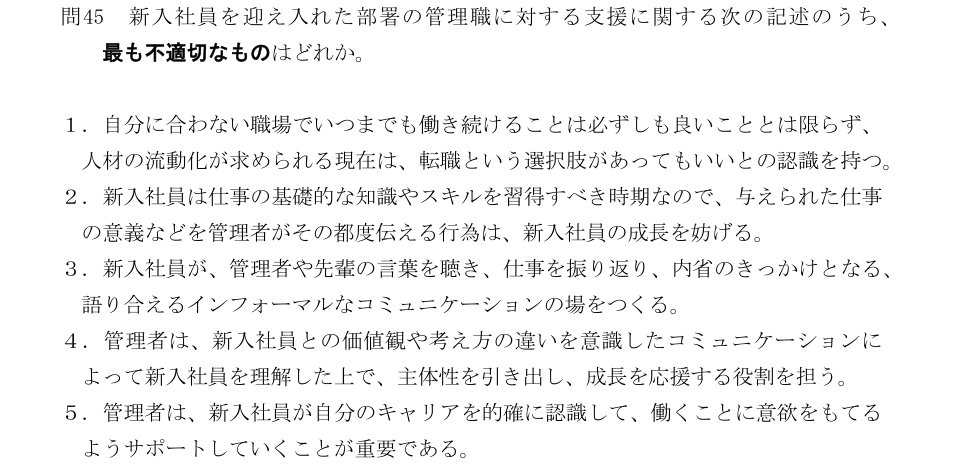 問45　新入社員を迎え入れた部署の管理職に対する支援に関する次の記述のうち、
最も不適切なものはどれか。
１．自分に合わない職場でいつまでも働き続けることは必ずしも良いこととは限らず、
人材の流動化が求められる現在は、転職という選択肢があってもいいとの認識を持つ。
２．新入社員は仕事の基礎的な知識やスキルを習得すべき時期なので、与えられた仕事
の意義などを管理者がその都度伝える行為は、新入社員の成長を妨げる。
３．新入社員が、管理者や先輩の言葉を聴き、仕事を振り返り、内省のきっかけとなる、
語り合えるインフォーマルなコミュニケーションの場をつくる。
４．管理者は、新入社員との価値観や考え方の違いを意識したコミュニケーションに
よって新入社員を理解した上で、主体性を引き出し、成長を応援する役割を担う。
５．管理者は、新入社員が自分のキャリアを的確に認識して、働くことに意欲をもてる
ようサポートしていくことが重要である。